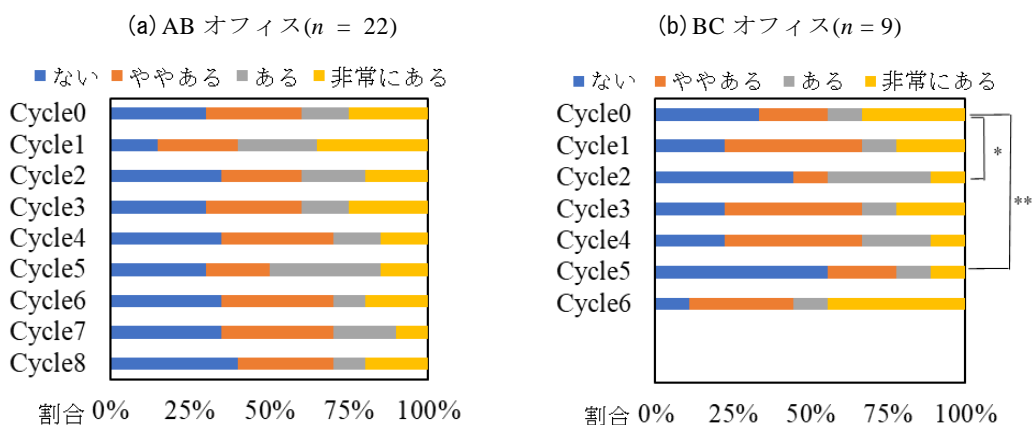 (a) AB オフィス(n = 22)
■ない ■ややある ■ある ■非常にある
Cycle0
Cycle1
Cycle2
Cycle3
Cycle4
Cycle5
Cycle6
Cycle7
Cycle8
割合 0% 25% 50% 75% 100%
(b) BC オフィス(n = 9)
■ない ■ややある ■ある ■非常にある
Cycle0
Cycle1
Cycle2
Cycle3
Cycle4
Cycle5
Cycle6
*
**
割合 0% 25% 50% 75% 100%